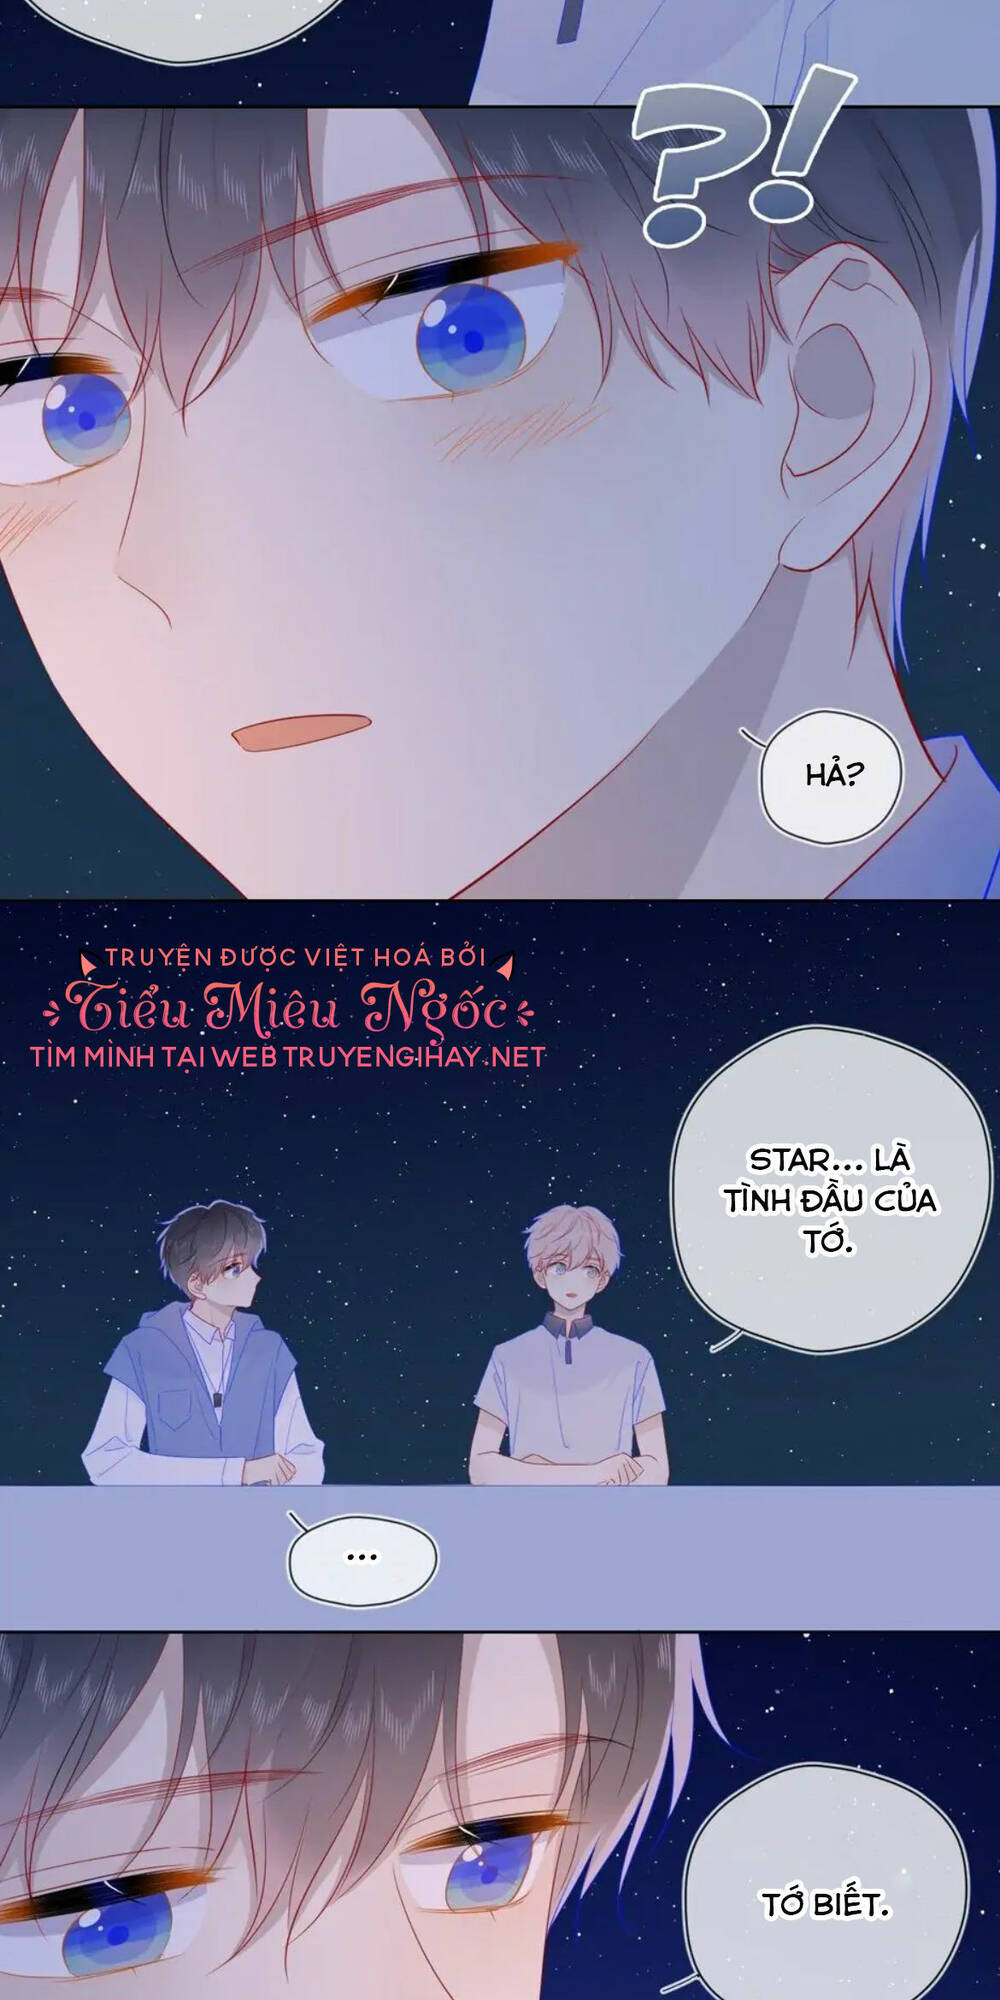 ?!
HẢ?
TRUYỆN ĐƯỢC VIỆT HOÁ BỞI
Tiểu Miêu Ngốc
TÌM MÌNH TẠI WEB TRUYENGIHAY.NET
STAR... LÀ
TÌNH ĐẦU CỦA
TỚ.
...
TỚ BIẾT.